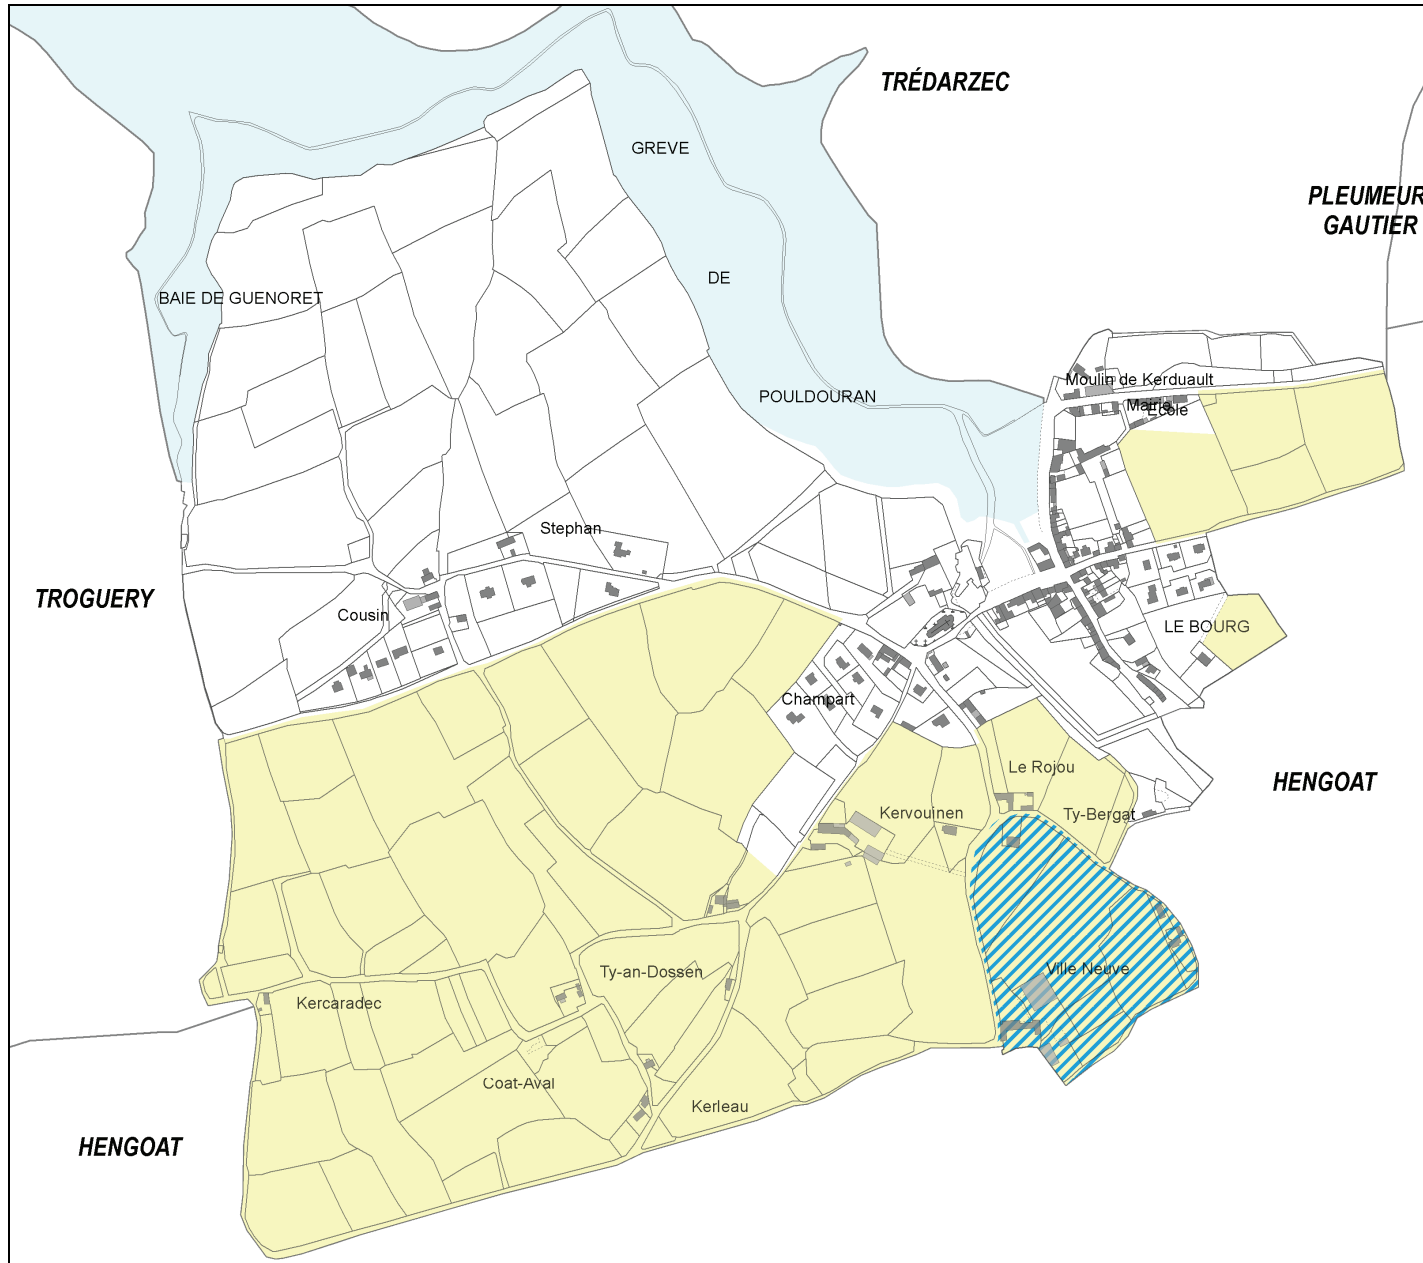 TRÉDARZEC
GREVE
PLEUMEUR
GAUTIER
DE
BAIE DE GUENORET
Moulin de Kerduault
POULDOURAN
Mairie
Ecole
Stephan
TROGUERY
Cousin
LE BOURG
Champart
Le Rojou
HENGOAT
Kervouinen
Ty-Bergat
Ville Neuve
Ty-an-Dossen
Kercaradec
Coat-Aval
Kerleau
HENGOAT